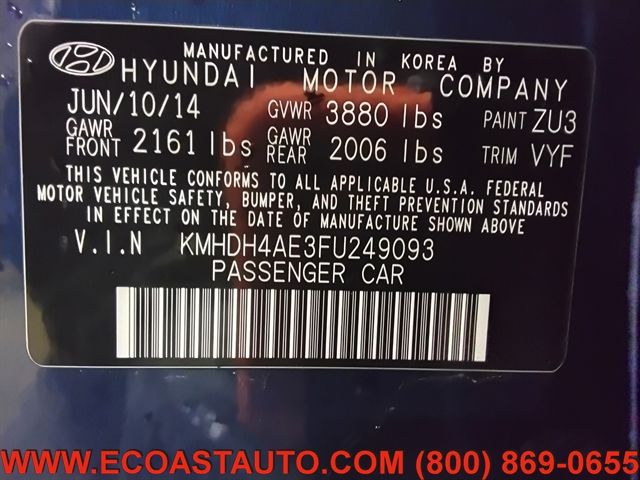 MANUFACTURED IN KOREA BY
HYUNDAI MOTOR COMPANY
JUN/10/14 GVWR 3880 lbs PAINT ZU3
GAWR FRONT 2161 lbs GAWR REAR 2006 lbs TRIM VYF
THIS VEHICLE CONFORMS TO ALL APPLICABLE U.S.A. FEDERAL
MOTOR VEHICLE SAFETY, BUMPER, AND THEFT PREVENTION STANDARDS
IN EFFECT ON THE DATE OF MANUFACTURE SHOWN ABOVE
V.I.N KMHDH4AE3FU249093
PASSENGER CAR
WWW.ECOASTAUTO.COM (800) 869-0655